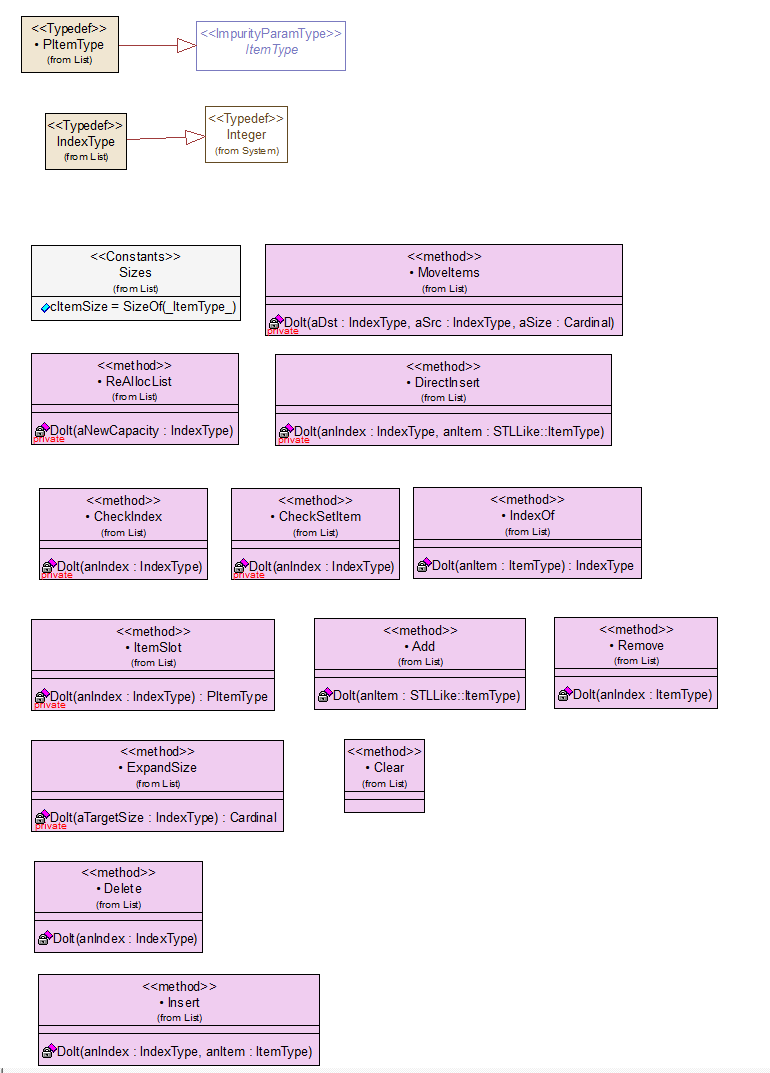 <<Typedef>>
• PItemType
(from List)
<<ImpurityParamType>>
ItemType
<<Typedef>>
IndexType
(from List)
<<Typedef>>
Integer
(from System)
<<Constants>>
Sizes
(from List)
cItemSize = SizeOf(_ItemType_)
<<method>>
• MoveItems
(from List)
DoIt(aDst : IndexType, aSrc : IndexType, aSize : Cardinal)
private
<<method>>
• ReAllocList
(from List)
DoIt(aNewCapacity : IndexType)
private
<<method>>
• DirectInsert
(from List)
DoIt(anIndex : IndexType, anItem : STLLike::ItemType)
private
<<method>>
• CheckIndex
(from List)
DoIt(anIndex : IndexType)
private
<<method>>
• CheckSetItem
(from List)
DoIt(anIndex : IndexType)
private
<<method>>
• IndexOf
(from List)
DoIt(anItem : ItemType) : IndexType
<<method>>
• ItemSlot
(from List)
DoIt(anIndex : IndexType) : PItemType
private
<<method>>
• Add
(from List)
DoIt(anItem : STLLike::ItemType)
<<method>>
• Remove
(from List)
DoIt(anIndex : ItemType)
<<method>>
• ExpandSize
(from List)
DoIt(aTargetSize : IndexType) : Cardinal
private
<<method>>
• Clear
(from List)
<<method>>
• Delete
(from List)
DoIt(anIndex : IndexType)
<<method>>
• Insert
(from List)
DoIt(anIndex : IndexType, anItem : ItemType)